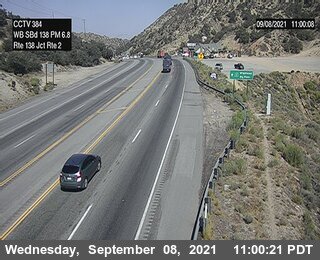 CCTV 384
WB SBd 138 PM 6.8
Rte 138 Jct Rte 2
09/08/2021 11:00:08
Wednesday, September 08, 2021 11:00:21 PDT